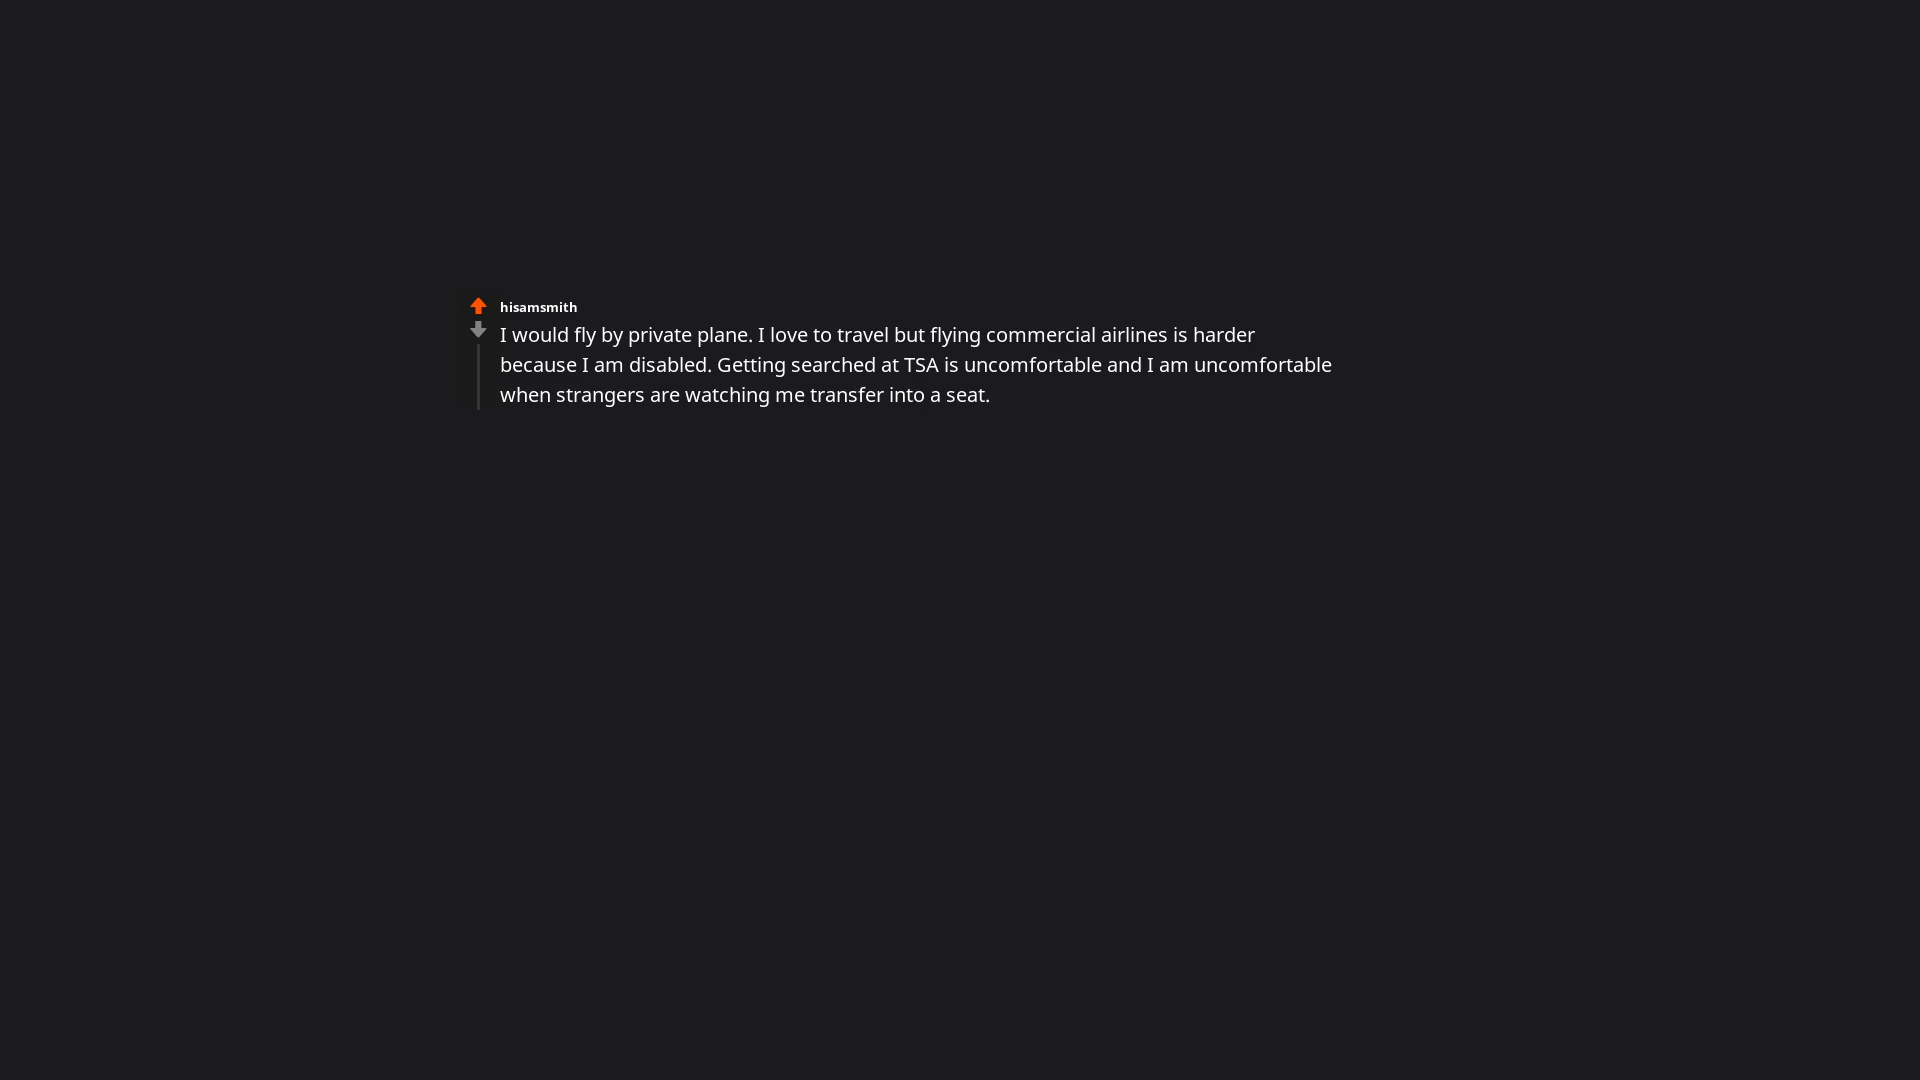 hisamsmith
I would fly by private plane. I love to travel but flying commercial airlines is harder
because I am disabled. Getting searched at TSA is uncomfortable and I am uncomfortable
when strangers are watching me transfer into a seat.